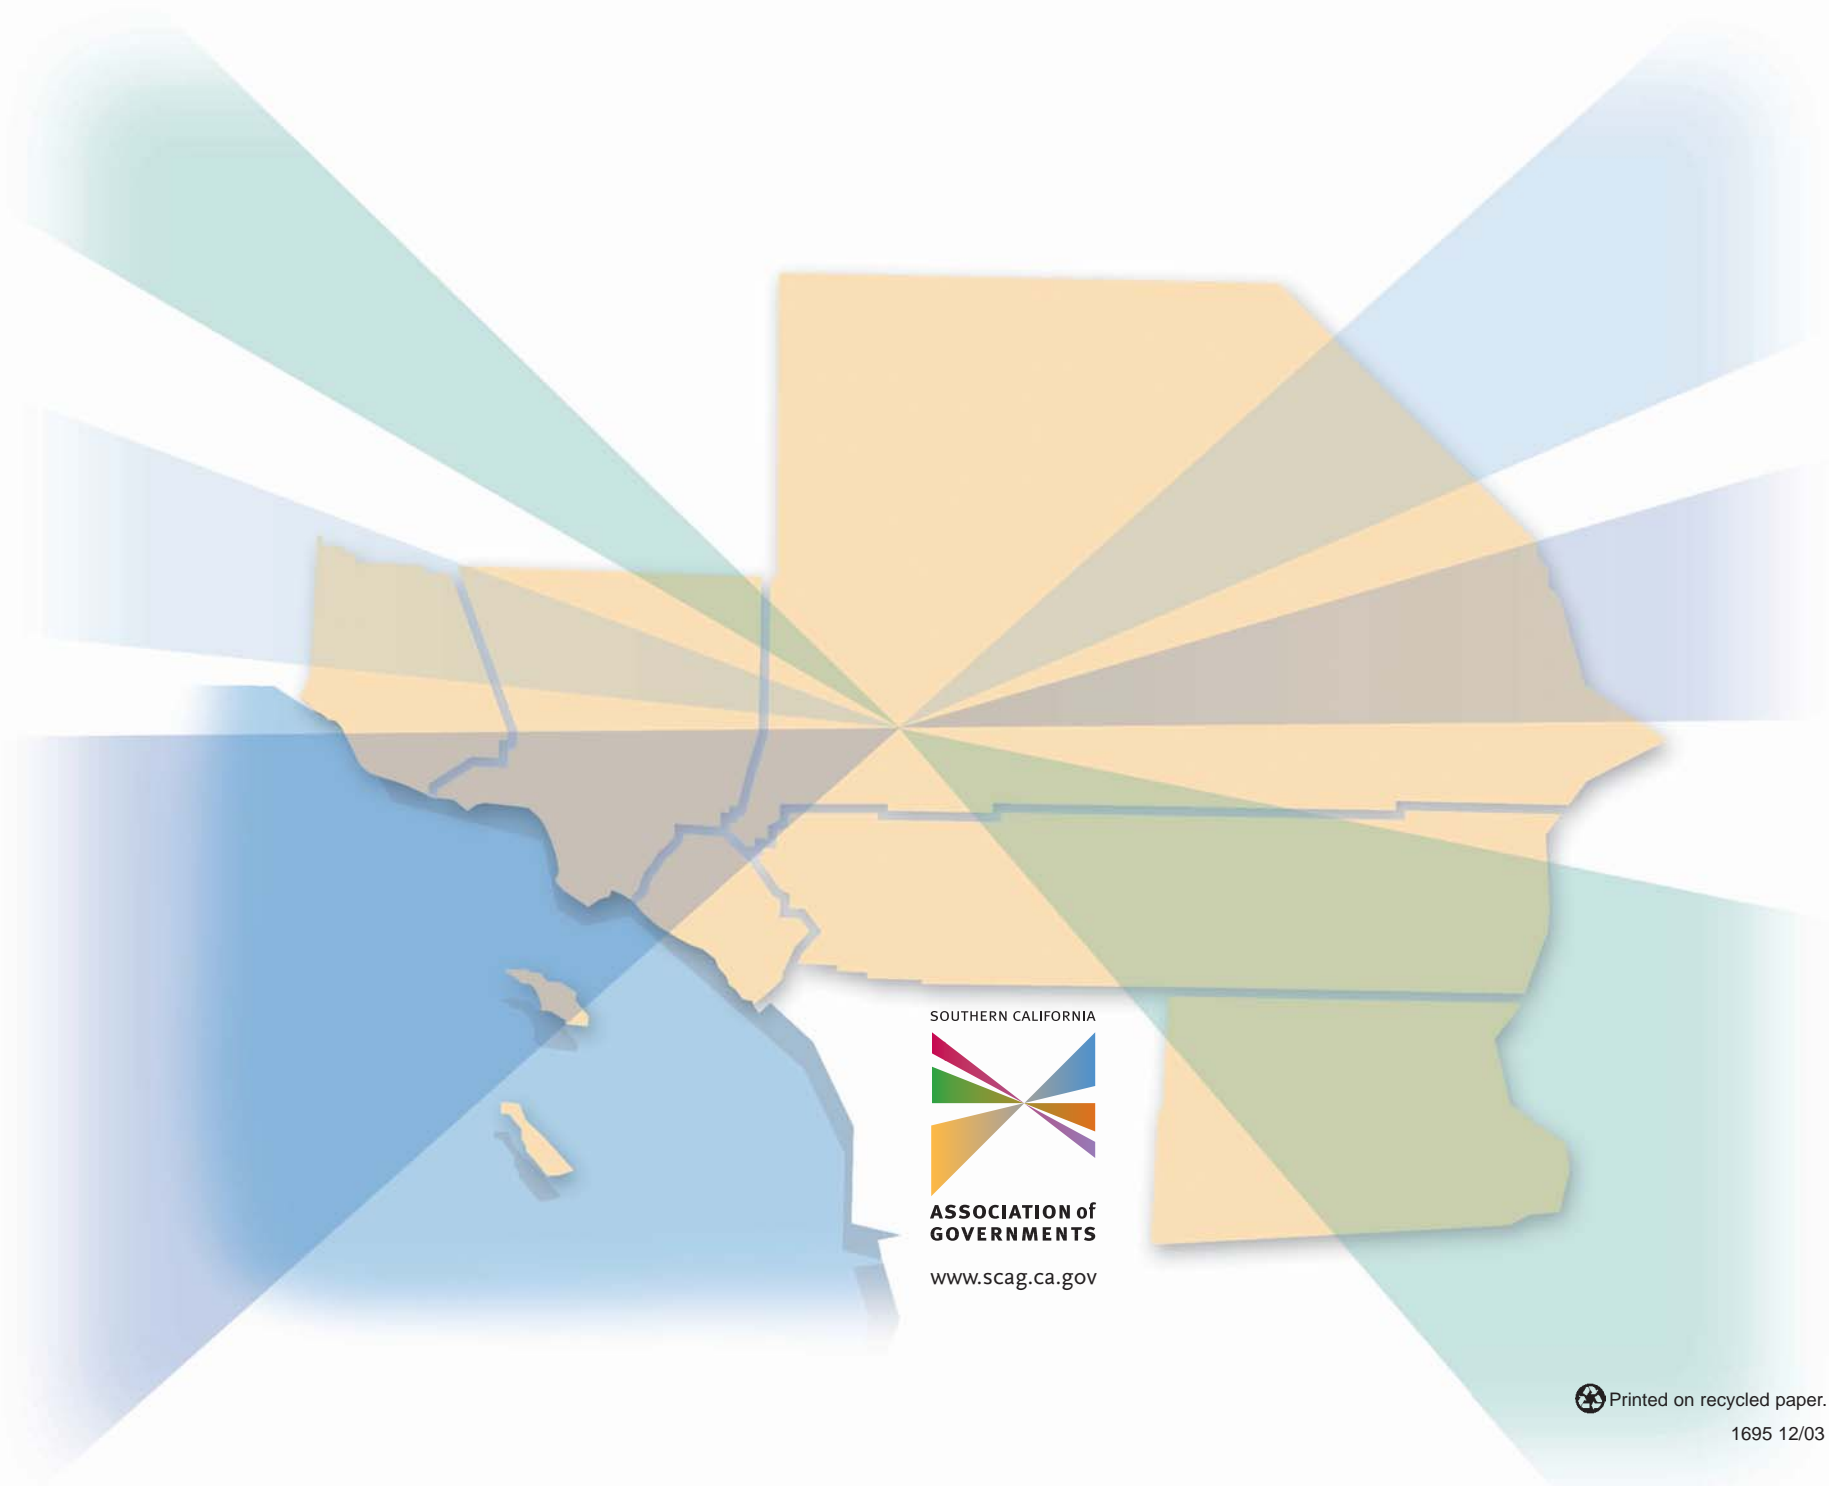 SOUTHERN CALIFORNIA
ASSOCIATION of
GOVERNMENTS
www.scag.ca.gov
Printed on recycled paper.
1695 12/03